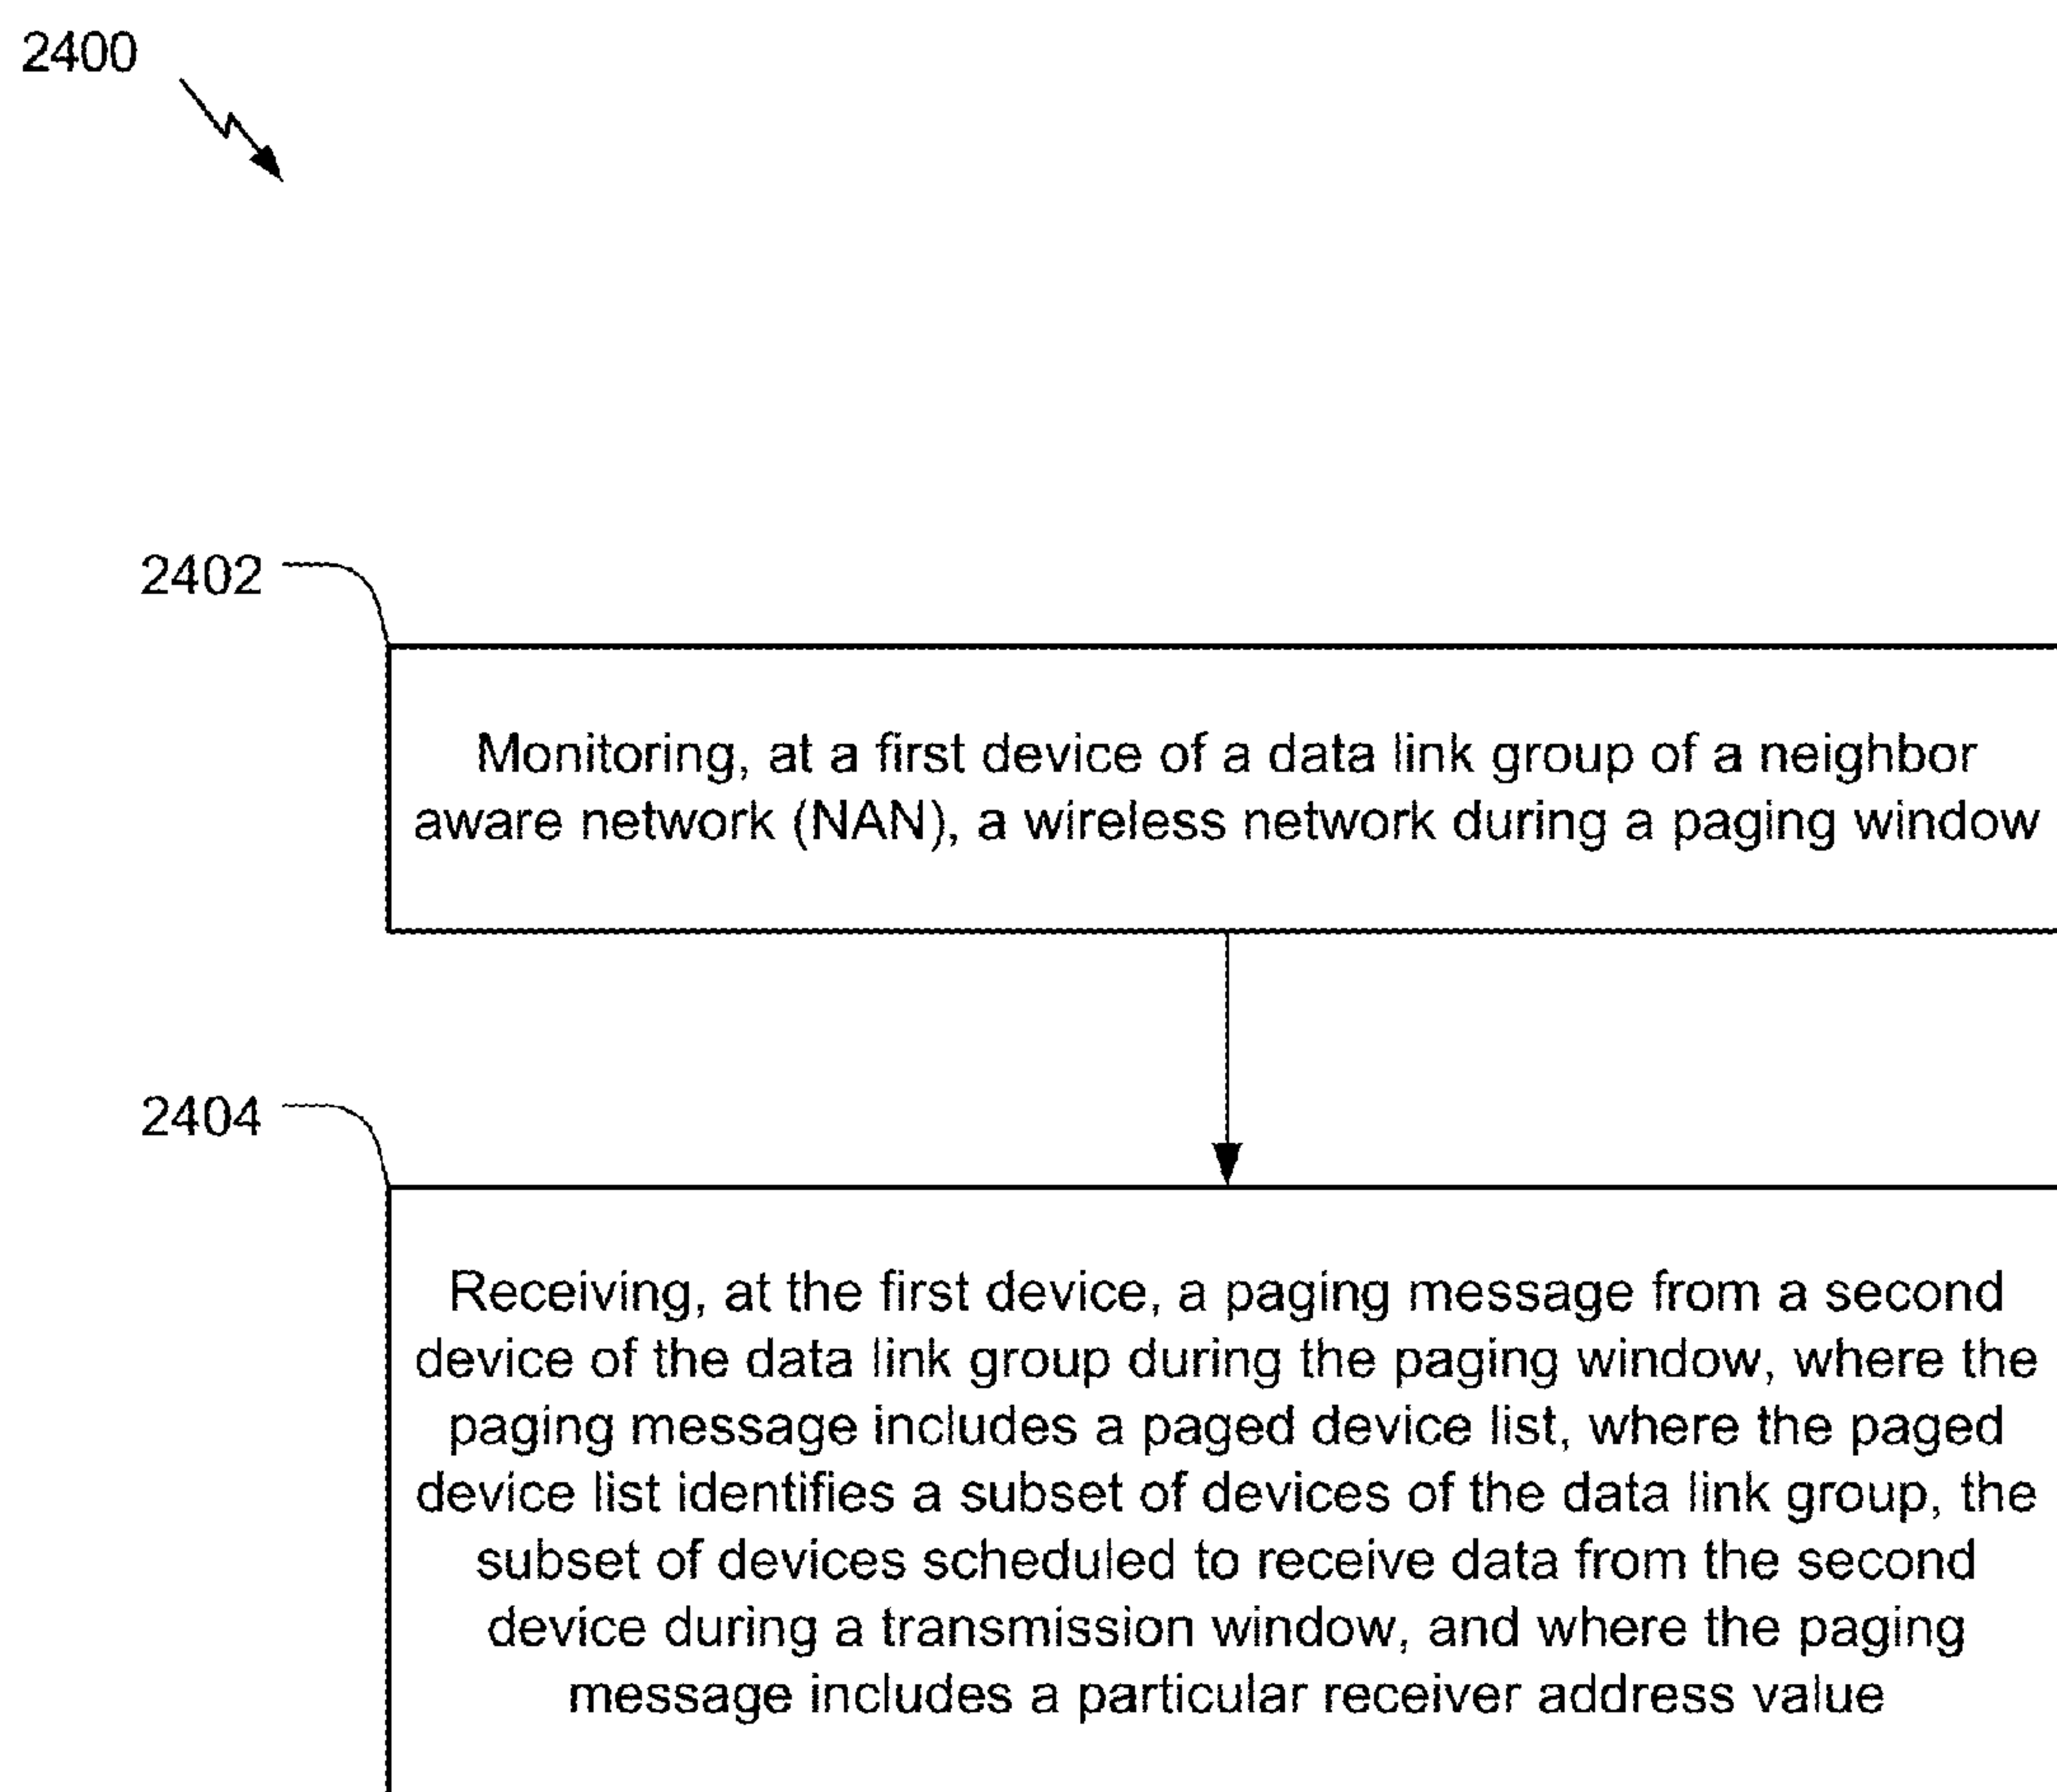 2400
2402
Monitoring, at a first device of a data link group of a neighbor
aware network (NAN), a wireless network during a paging window
2404
Receiving, at the first device, a paging message from a second
device of the data link group during the paging window, where the
paging message includes a paged device list, where the paged
device list identifies a subset of devices of the data link group, the
subset of devices scheduled to receive data from the second
device during a transmission window, and where the paging
message includes a particular receiver address value